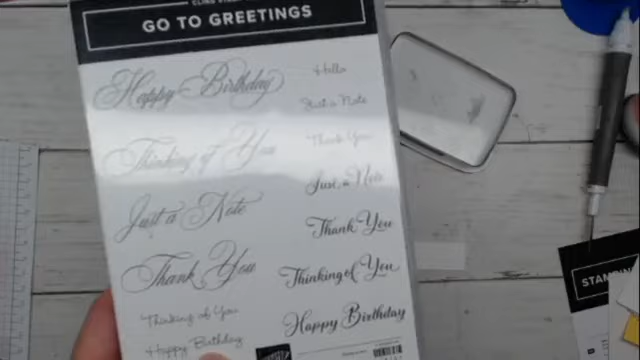 GO TO GREETINGS
Happy Birthday
Thinking of You
Just a Note
Thank You
Thinking of You
Happy Birthday
Hello
Just a Note
Thank You
Just a Note
Thank You
Thinking of You
Happy Birthday
STAMPIN